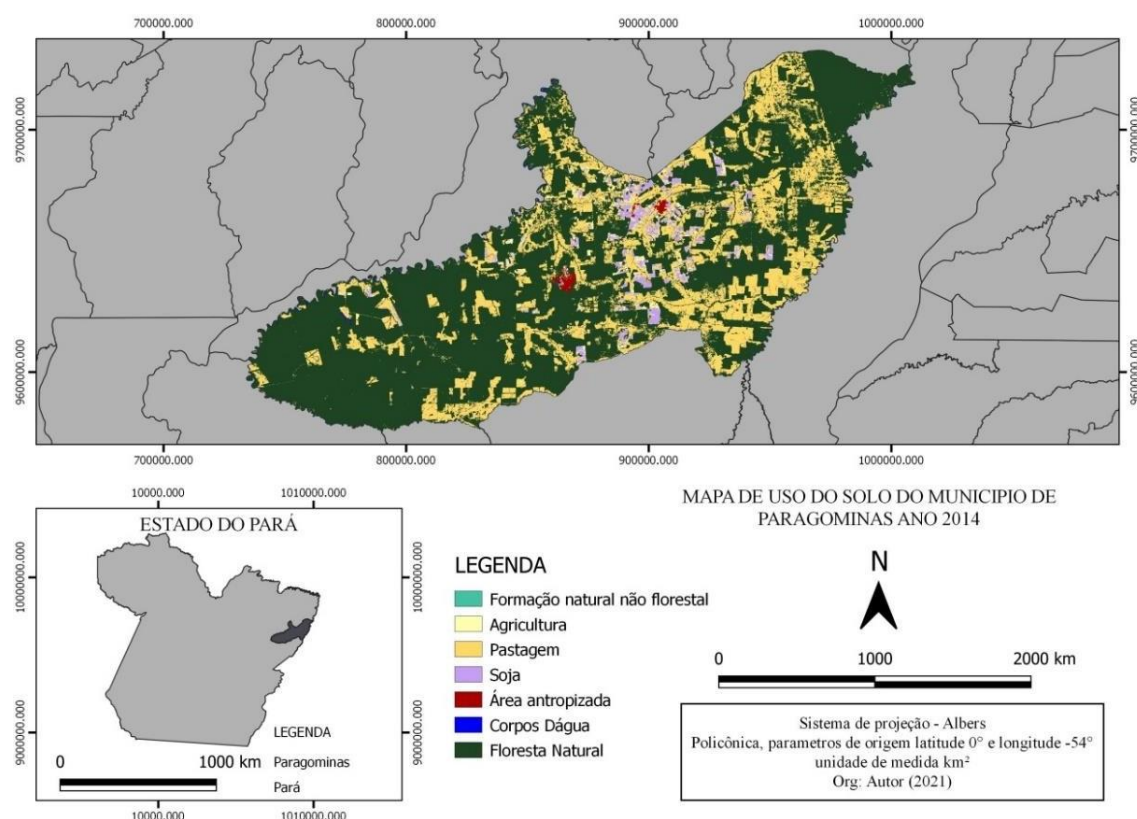 700000.000 800000.000 900000.000 1000000.000
9700000.000 9700000.000
9600000.000 9600000.000
700000.000 800000.000 900000.000 1000000.000
MAPA DE USO DO SOLO DO MUNICIPIO DE
PARAGOMINAS ANO 2014
10000.000 1010000.000
ESTADO DO PARÁ
10000000.000 10000000.000
9000000.000 9000000.000
LEGENDA
Paragominas
Pará
0 1000 km
10000.000 1010000.000
LEGENDA
Formação natural não florestal
Agricultura
Pastagem
Soja
Área antropizada
Corpos Dágua
Floresta Natural
N
0 1000 2000 km
Sistema de projeção - Albers
Policônica, parametros de origem latitude 0° e longitude -54°
unidade de medida km²
Org: Autor (2021)